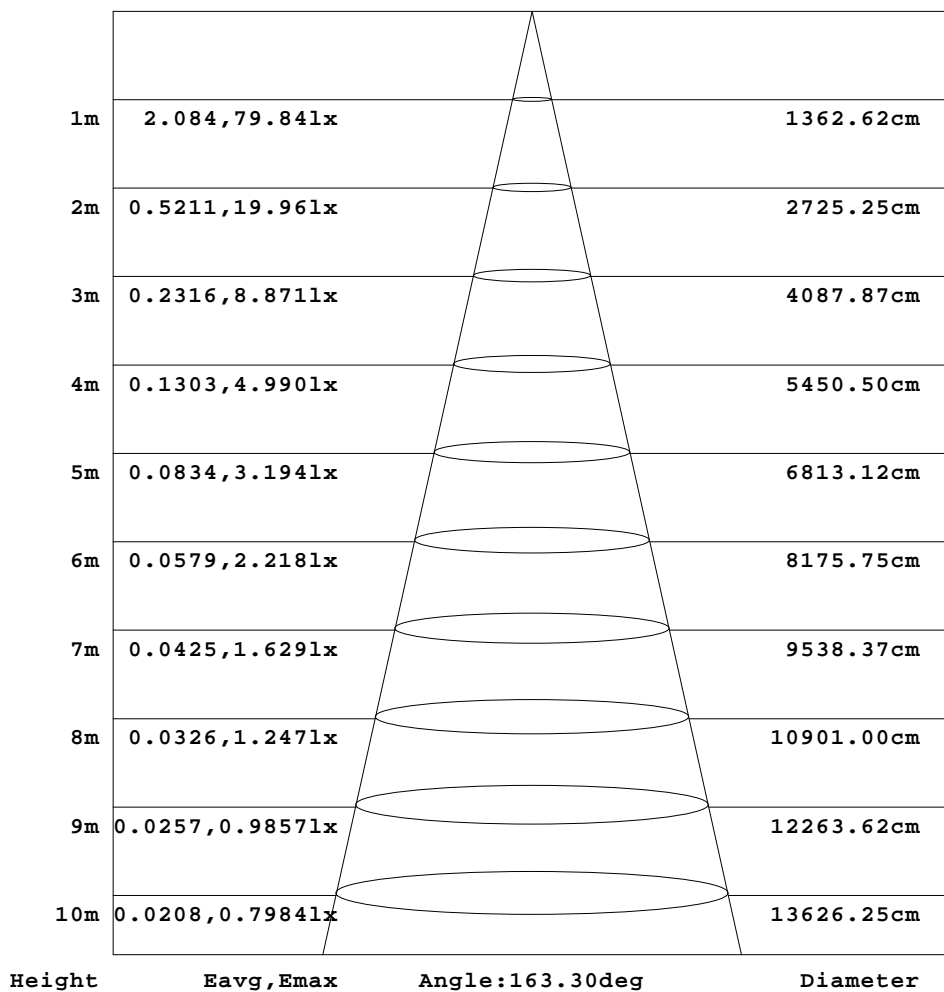 1m 2.084,79.84lx 1362.62cm
2m 0.5211,19.96lx 2725.25cm
3m 0.2316,8.871lx 4087.87cm
4m 0.1303,4.990lx 5450.50cm
5m 0.0834,3.194lx 6813.12cm
6m 0.0579,2.218lx 8175.75cm
7m 0.0425,1.629lx 9538.37cm
8m 0.0326,1.247lx 10901.00cm
9m 0.0257,0.9857lx 12263.62cm
10m 0.0208,0.7984lx 13626.25cm
Height Eavg,Emax Angle:163.30deg Diameter